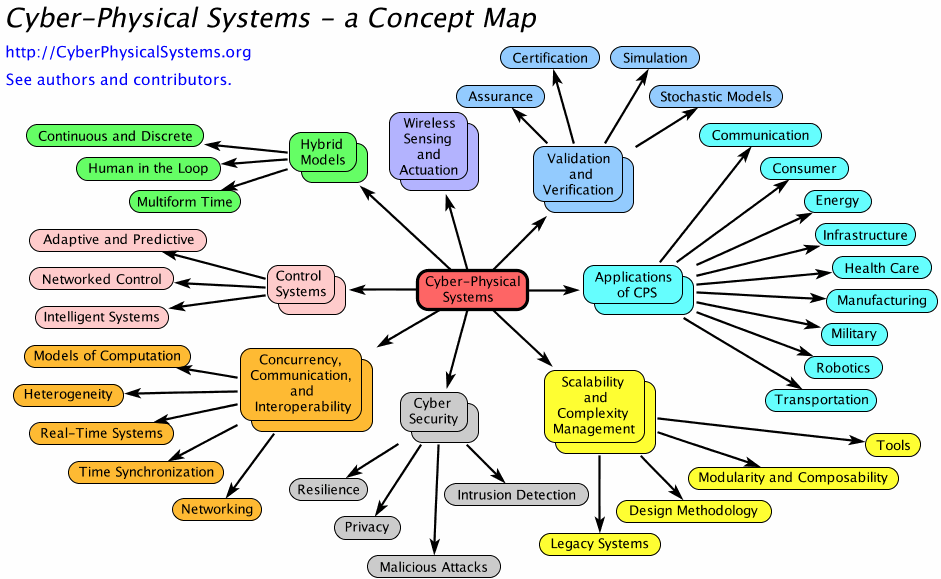 Cyber-Physical Systems - a Concept Map
http://CyberPhysicalSystems.org
See authors and contributors.
Certification
Simulation
Assurance
Stochastic Models
Validation
and
Verification
Wireless
Sensing
and
Actuation
Hybrid
Models
Continuous and Discrete
Human in the Loop
Multiform Time
Communication
Consumer
Energy
Infrastructure
Health Care
Manufacturing
Military
Robotics
Transportation
Applications
of CPS
Cyber-Physical
Systems
Control
Systems
Adaptive and Predictive
Networked Control
Intelligent Systems
Concurrency,
Communication,
and
Interoperability
Models of Computation
Heterogeneity
Real-Time Systems
Time Synchronization
Networking
Cyber
Security
Resilience
Privacy
Malicious Attacks
Intrusion Detection
Scalability
and
Complexity
Management
Tools
Modularity and Composability
Design Methodology
Legacy Systems